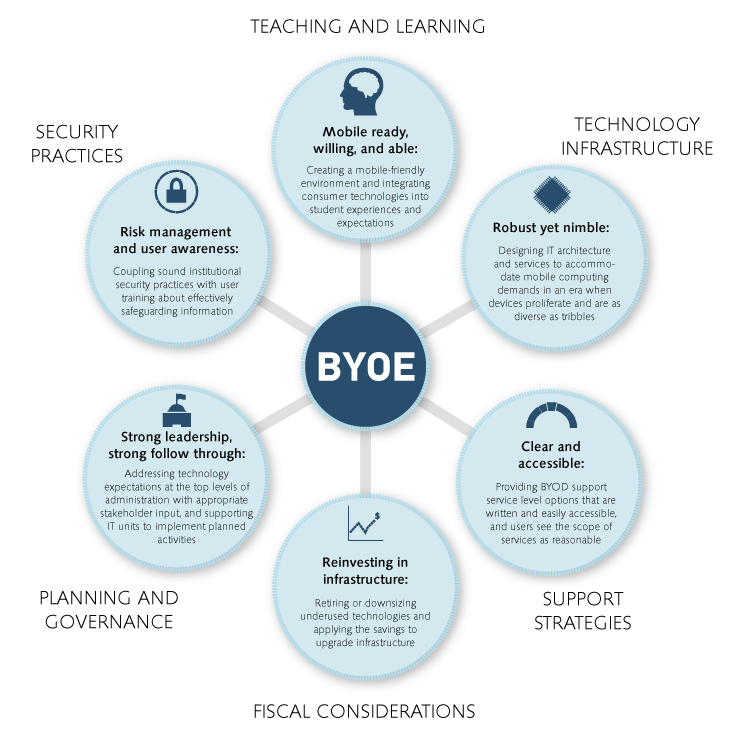 TEACHING AND LEARNING
Mobile ready,
willing, and able:
Creating a mobile-friendly
environment and integrating
consumer technologies into
student experiences and
expectations
TECHNOLOGY
INFRASTRUCTURE
Robust yet nimble:
Designing IT architecture
and services to accommo-
date mobile computing
demands in an era when
devices proliferate and are as
diverse as tribbles
SECURITY
PRACTICES
Risk management
and user awareness:
Coupling sound institutional
security practices with user
training about effectively
safeguarding information
BYOE
Strong leadership,
strong follow through:
Addressing technology
expectations at the top levels of
administration with appropriate
stakeholder input, and supporting
IT units to implement planned
activities
PLANNING AND
GOVERNANCE
Clear and
accessible:
Providing BYOD support
service level options that are
written and easily accessible,
and users see the scope of
services as reasonable
SUPPORT
STRATEGIES
$
Reinvesting in
infrastructure:
Retiring or downsizing
underused technologies and
applying the savings to
upgrade infrastructure
FISCAL CONSIDERATIONS